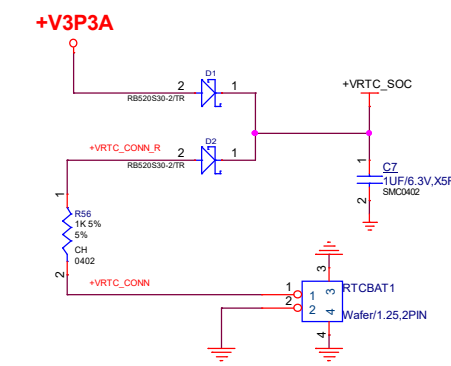 +V3P3A
D1
2
1
RB520S30-2/TR
+VRTC_SOC
D2
+VRTC_CONN_R
2
1
RB520S30-2/TR
1
C7
1UF/6.3V,X5R
SMC0402
2
1
R56
1K 5%
5%
CH
0402
2
+VRTC_CONN
3
1
2
1
2
3
4
RTCBAT1
Wafer/1.25,2PIN
4